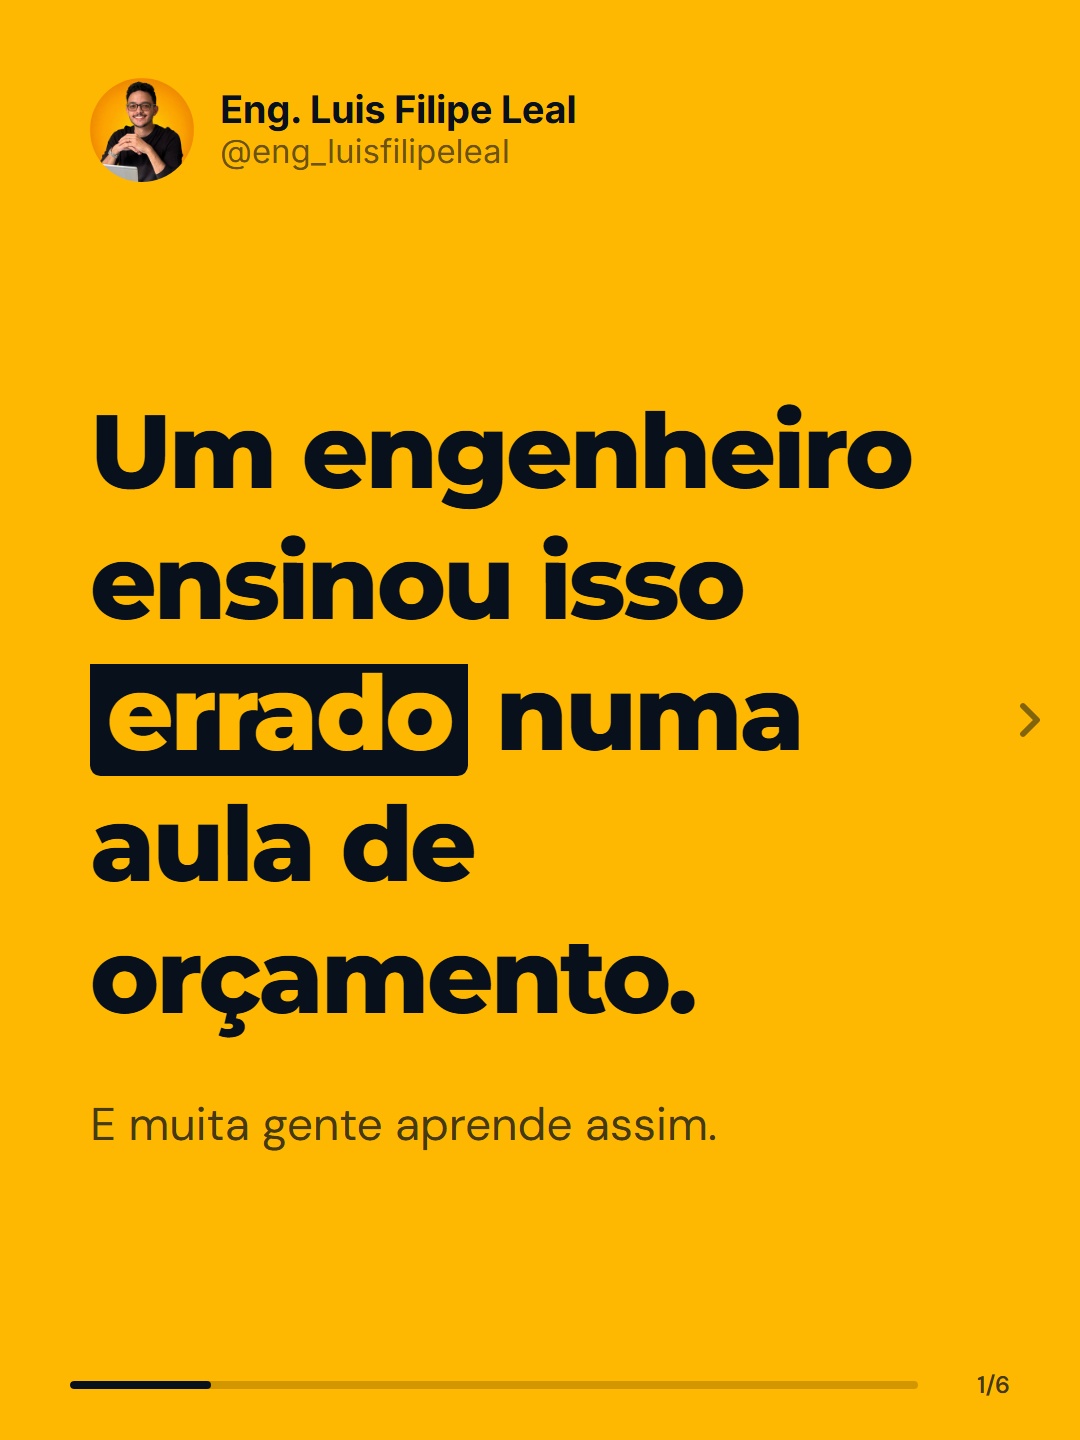 Eng. Luis Filipe Leal
@eng_luisfilipeleal
Um engenheiro
ensinou isso
errado numa
aula de
orçamento.
E muita gente aprende assim.
1/6